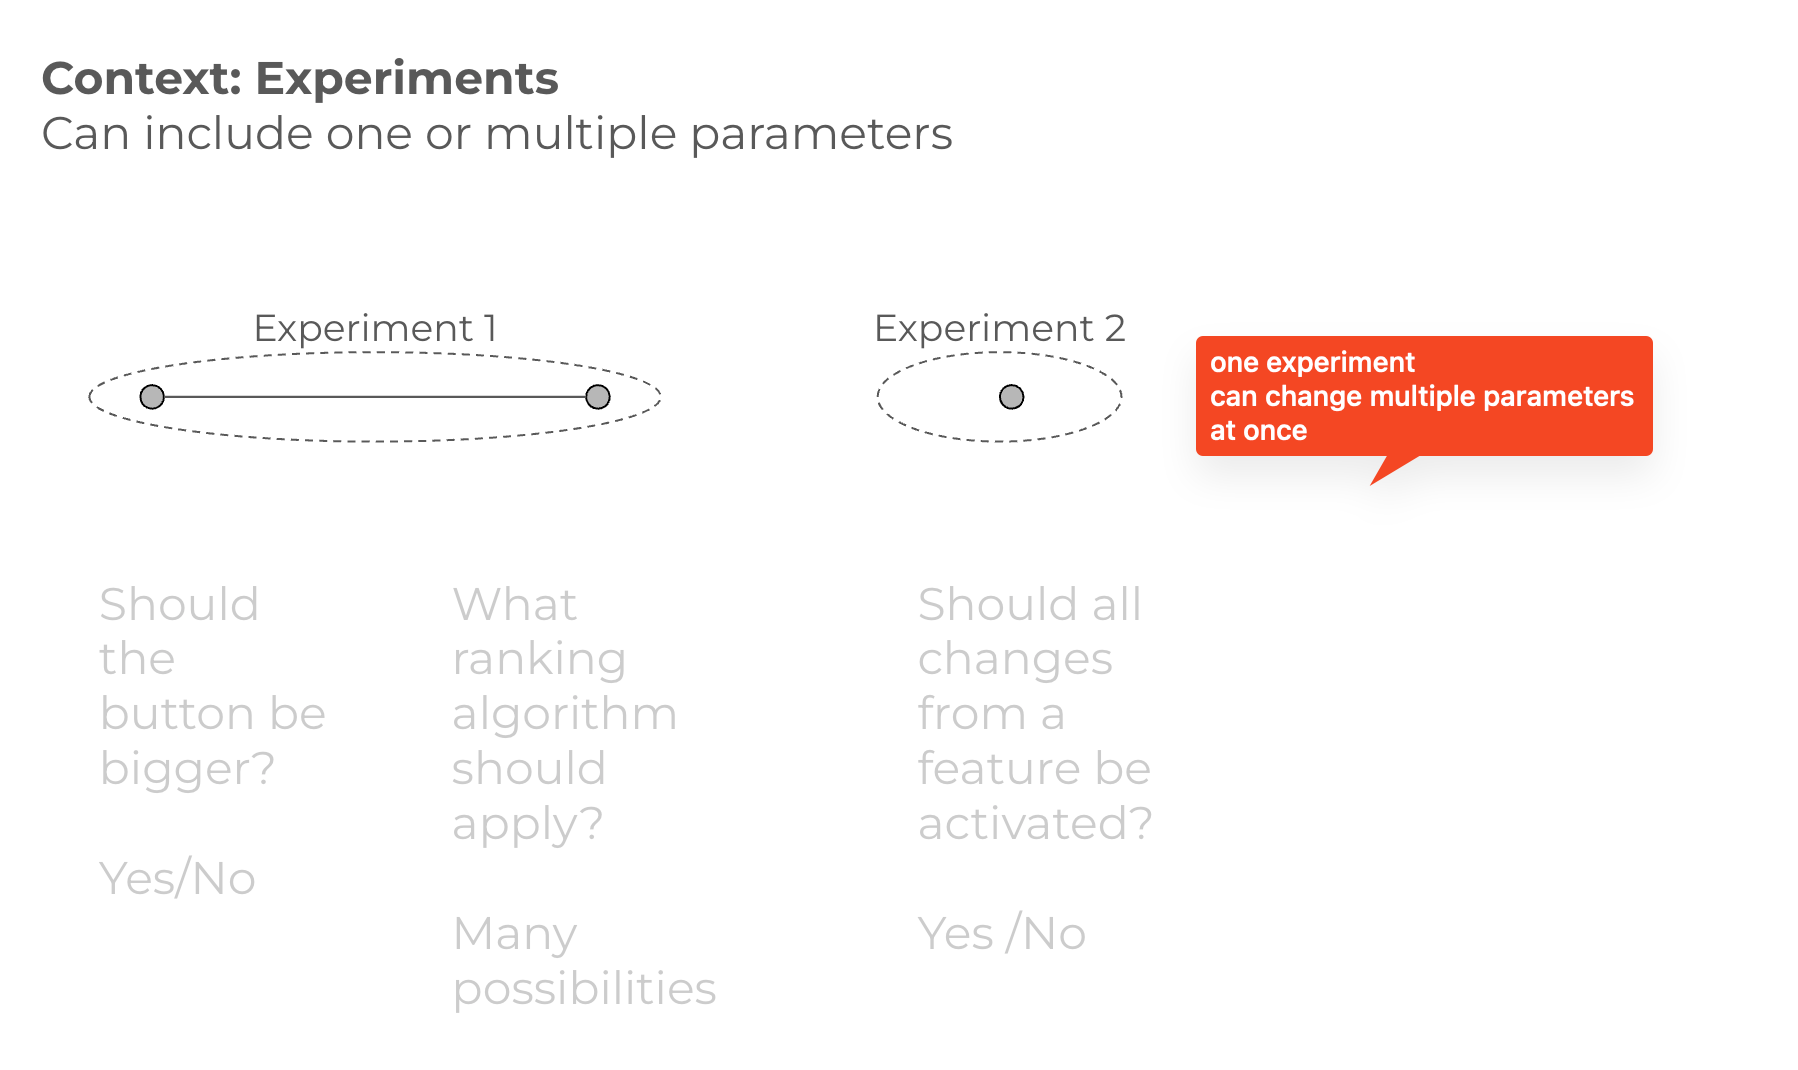 Context: Experiments
Can include one or multiple parameters
Experiment 1
Experiment 2
one experiment
can change multiple parameters
at once
Should
the
button be
bigger?
Yes/No
What
ranking
algorithm
should
apply?
Many
possibilities
Should all
changes
from a
feature be
activated?
Yes /No